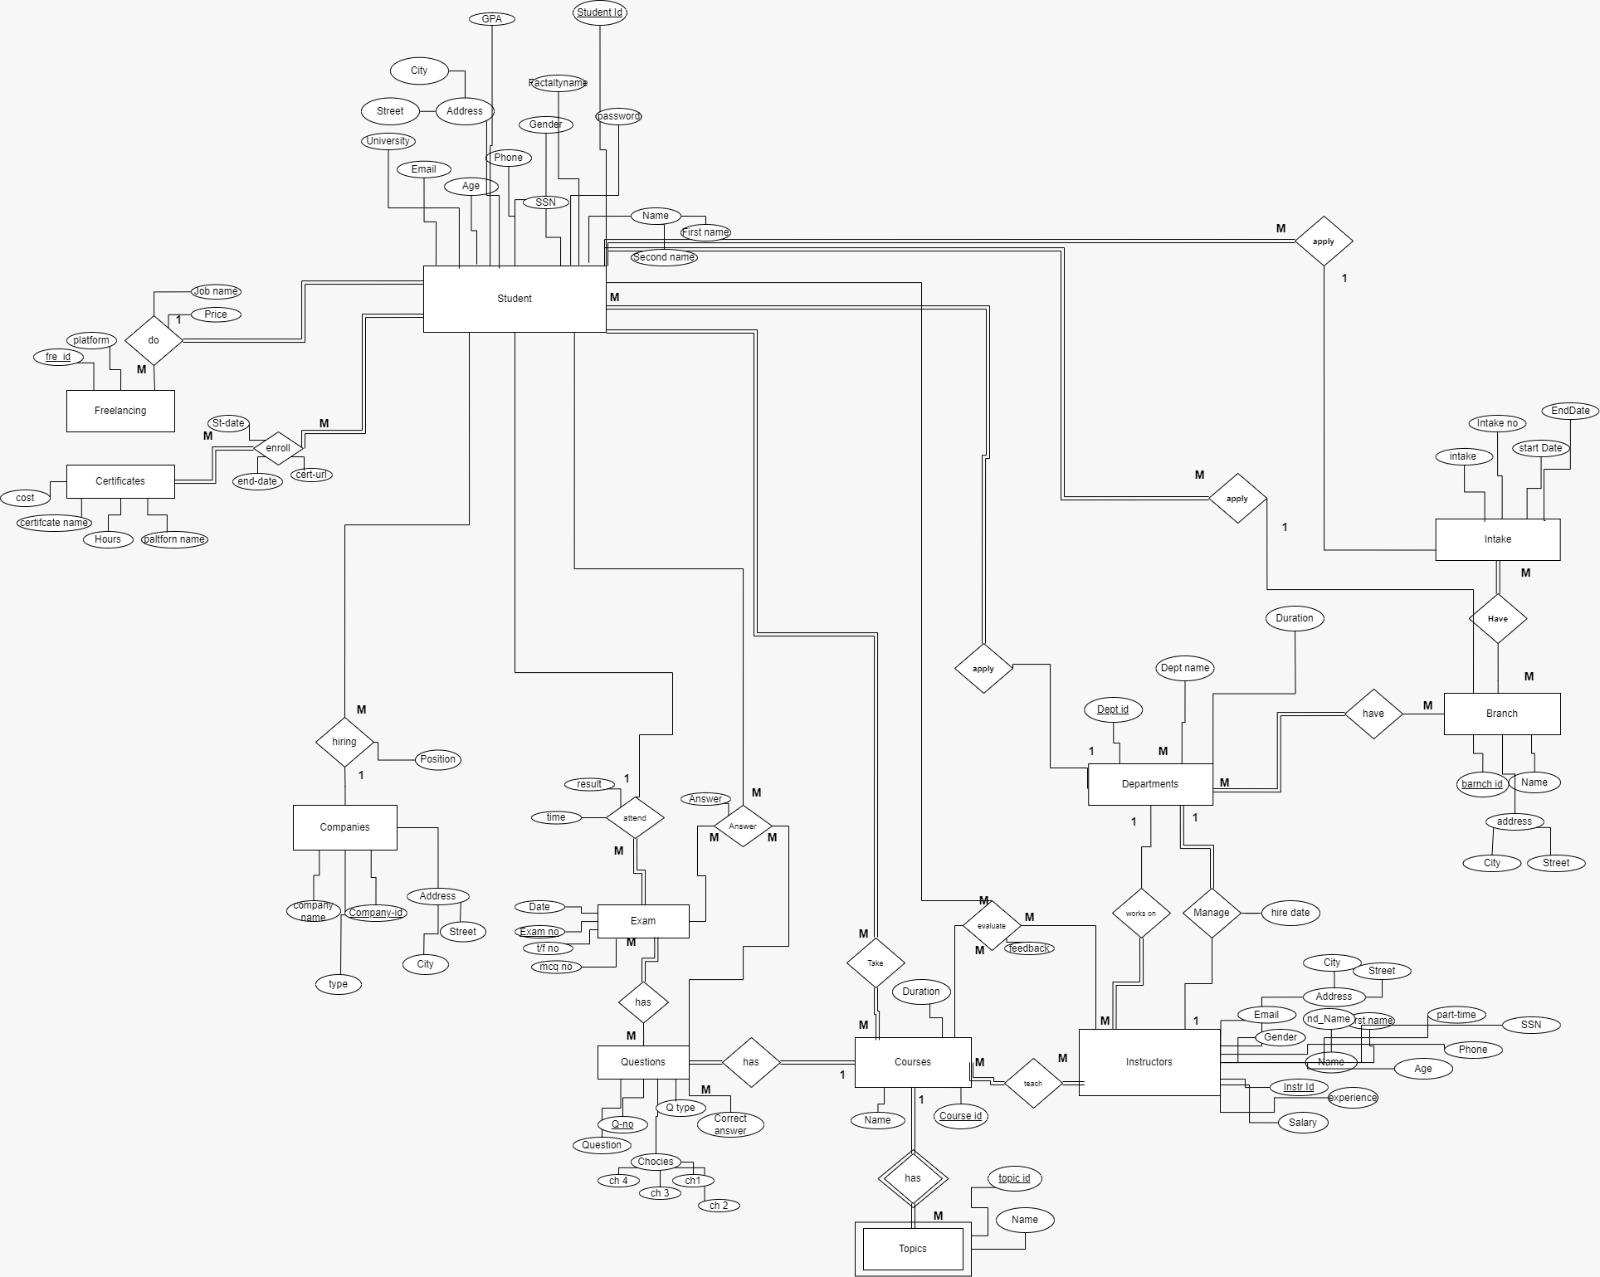 GPA
Student Id
City
Factaltyname
Street
Address
password
Gender
University
Phone
Email
Age
SSN
Name
First name
Second name
M
apply
1
Student
M
Job name
Price
1
do
platform
fre_id
M
Freelancing
St-date
M
M
enroll
Certificates
end-date
cert-url
cost
certifcate name
Hours
paltforn name
M
apply
1
EndDate
Intake no
start Date
intake
Intake
M
Have
M
Duration
apply
Dept name
Dept id
have
M
Branch
1
M
Departments
M
barnch id
Name
address
City
Street
1
1
M
hiring
Position
1
Companies
Address
company
name
Company-id
Street
City
type
result
1
time
attend
M
Answer
M
Answer
M
M
Date
Exam no
t/f no
mcq no
Exam
M
has
M
Questions
has
1
M
Q type
Q-no
Correct
answer
Question
Chocies
ch 4
ch1
ch 3
ch 2
M
Take
M
Duration
Courses
M
Name
Course id
1
has
M
Topics
topic id
Name
M
evaluate
M
M
feedback
works on
Manage
hire date
M
1
M
teach
Instructors
City
Street
Address
Email
nd_Name
rst name
part-time
SSN
Gender
Name
Phone
Age
Instr Id
experience
Salary